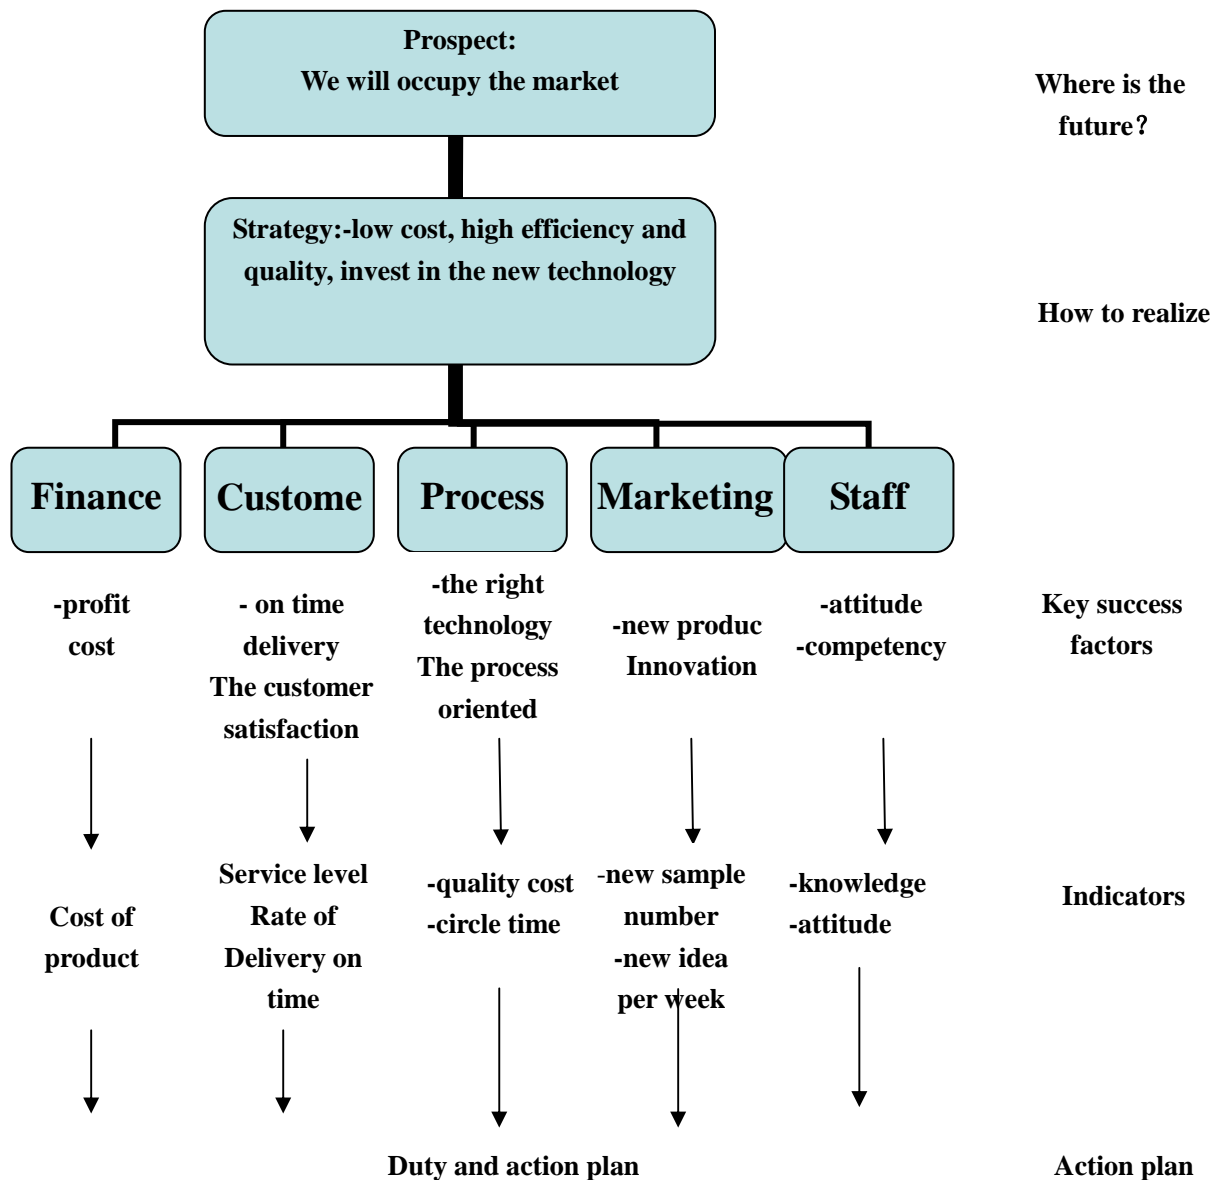 Prospect:
We will occupy the market
Where is the
future？
Strategy:-low cost, high efficiency and
quality, invest in the new technology
How to realize
Finance
Custome
Process
Marketing
Staff
-profit
cost
- on time
delivery
The customer
satisfaction
-the right
technology
The process
oriented
-new produc
Innovation
-attitude
-competency
Key success
factors
Cost of
product
Service level
Rate of
Delivery on
time
-quality cost
-circle time
-new sample
number
-new idea
per week
-knowledge
-attitude
Indicators
Duty and action plan
Action plan